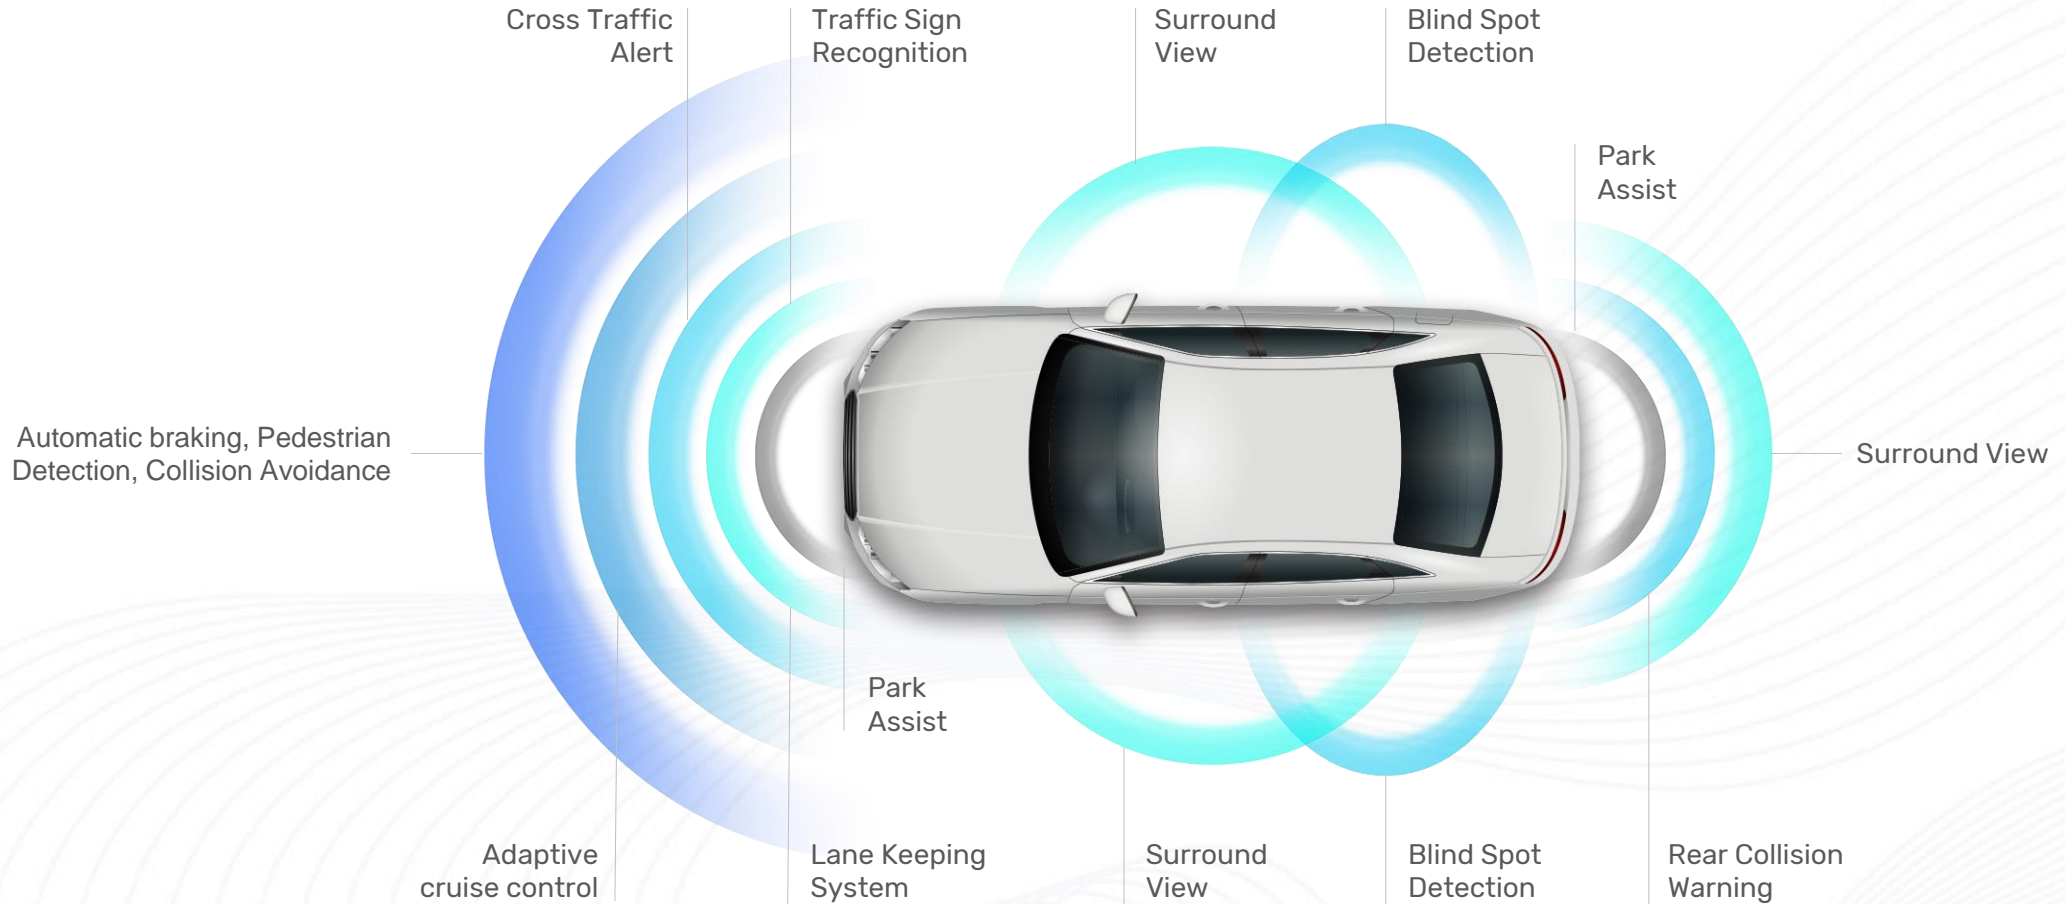 Cross Traffic
Alert
Traffic Sign
Recognition
Surround
View
Blind Spot
Detection
Park
Assist
Automatic braking, Pedestrian
Detection, Collision Avoidance
Surround View
Park
Assist
Adaptive
cruise control
Lane Keeping
System
Surround
View
Blind Spot
Detection
Rear Collision
Warning